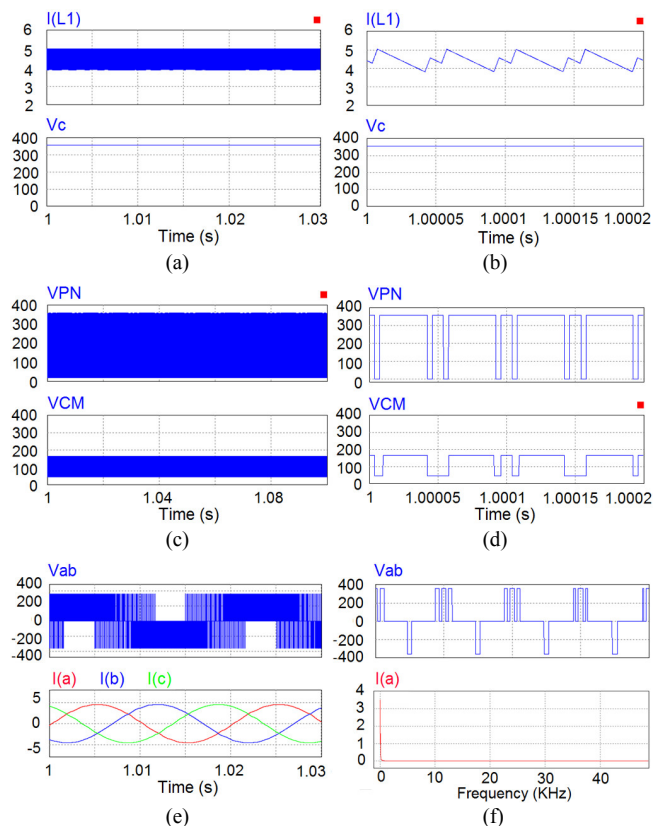 I(L1)
6
5
4
3
2
Vc
400
300
200
100
0
1 1.01 1.02 1.03
Time (s)
(a)
I(L1)
6
5
4
3
2
Vc
400
300
200
100
0
1 1.00005 1.0001 1.00015 1.0002
Time (s)
(b)
VPN
400
300
200
100
0
VCM
400
300
200
100
0
1 1.04 1.08
Time (s)
(c)
VPN
400
300
200
100
0
VCM
400
300
200
100
0
1 1.00005 1.0001 1.00015 1.0002
Time (s)
(d)
Vab
400
200
0
-200
-400
I(a) I(b) I(c)
5
0
-5
1 1.01 1.02 1.03
Time (s)
(e)
Vab
400
200
0
-200
-400
I(a)
4
3
2
1
0
0 10 20 30 40
Frequency (KHz)
(f)